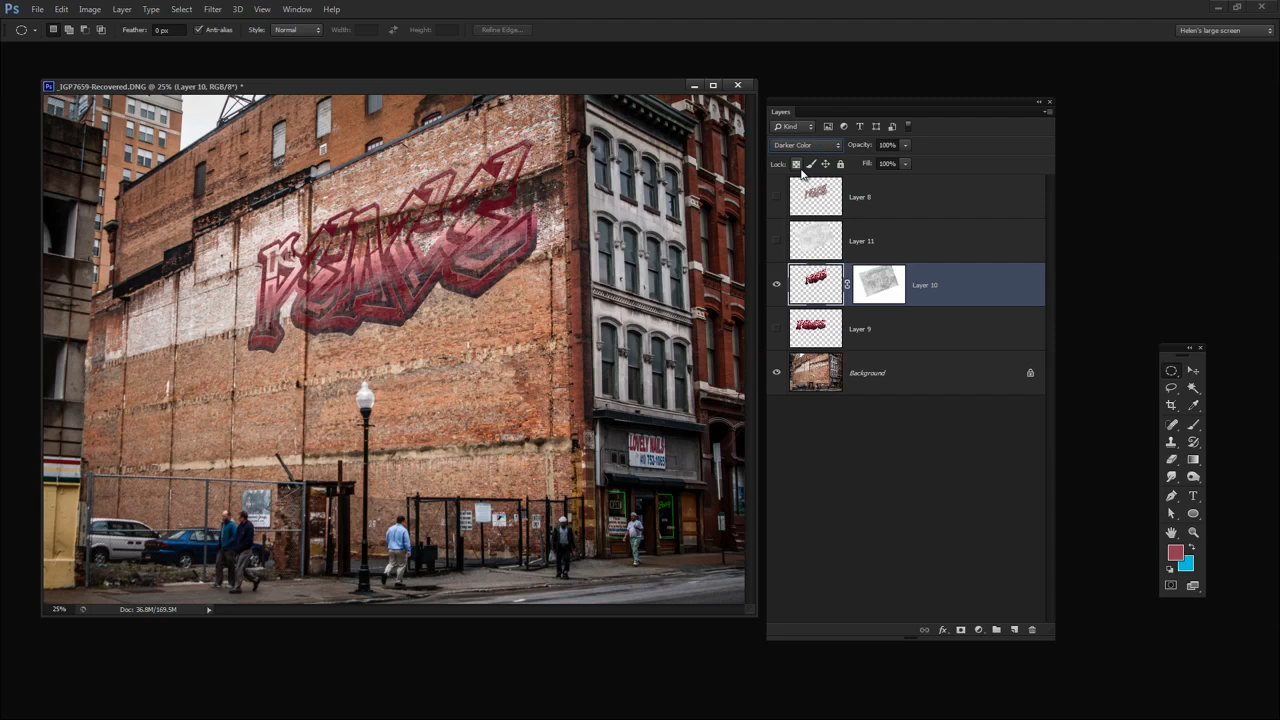 Ps File Edit Image Layer Type Select Filter 3D View Window Help
Feather: 0 px Anti-alias Style: Normal Width: Height: Refine Edge... Helen's large screen
_IGP7659-Recovered.DNG @ 25% (Layer 10, RGB/8*) *
Layers
Kind
Darker Color Opacity: 100%
Lock: Fill: 100%
Layer 8
Layer 11
Layer 10
Layer 9
Background
PEACE
LOVELY NAILS
25% Doc: 36.8M/169.5M